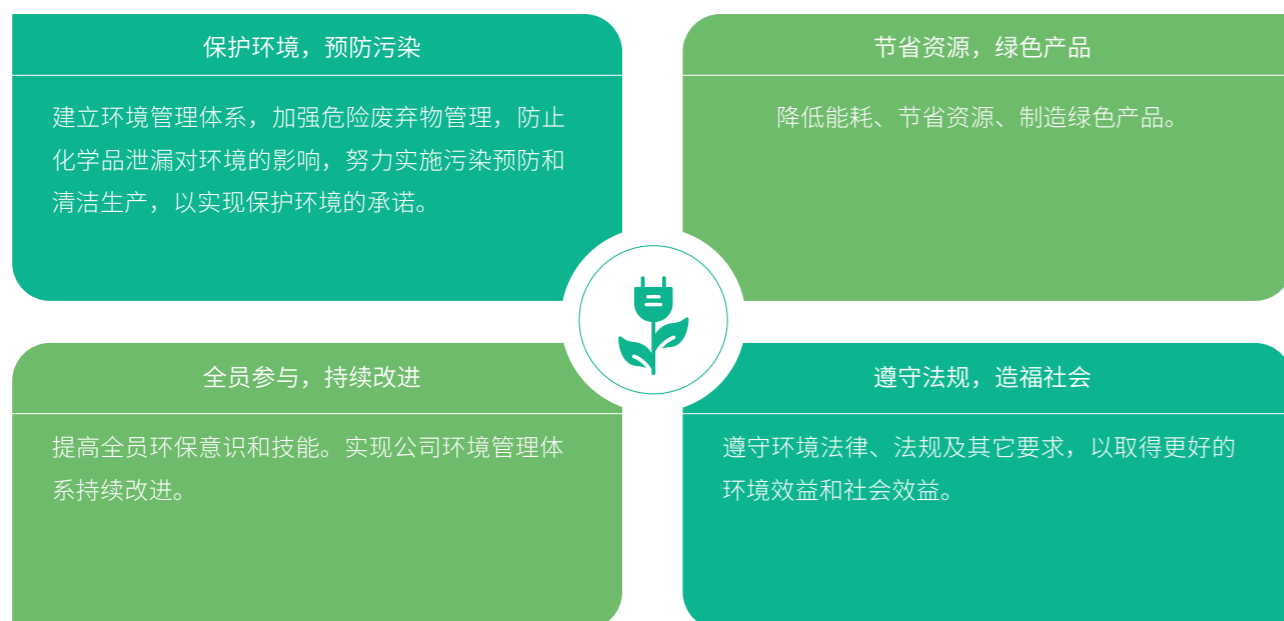 保护环境，预防污染
建立环境管理体系，加强危险废弃物管理，防止
化学品泄漏对环境的影响，努力实施污染预防和
清洁生产，以实现保护环境的承诺。
节省资源，绿色产品
降低能耗、节省资源、制造绿色产品。
全员参与，持续改进
提高全员环保意识和技能。实现公司环境管理体
系持续改进。
遵守法规，造福社会
遵守环境法律、法规及其它要求，以取得更好的
环境效益和社会效益。